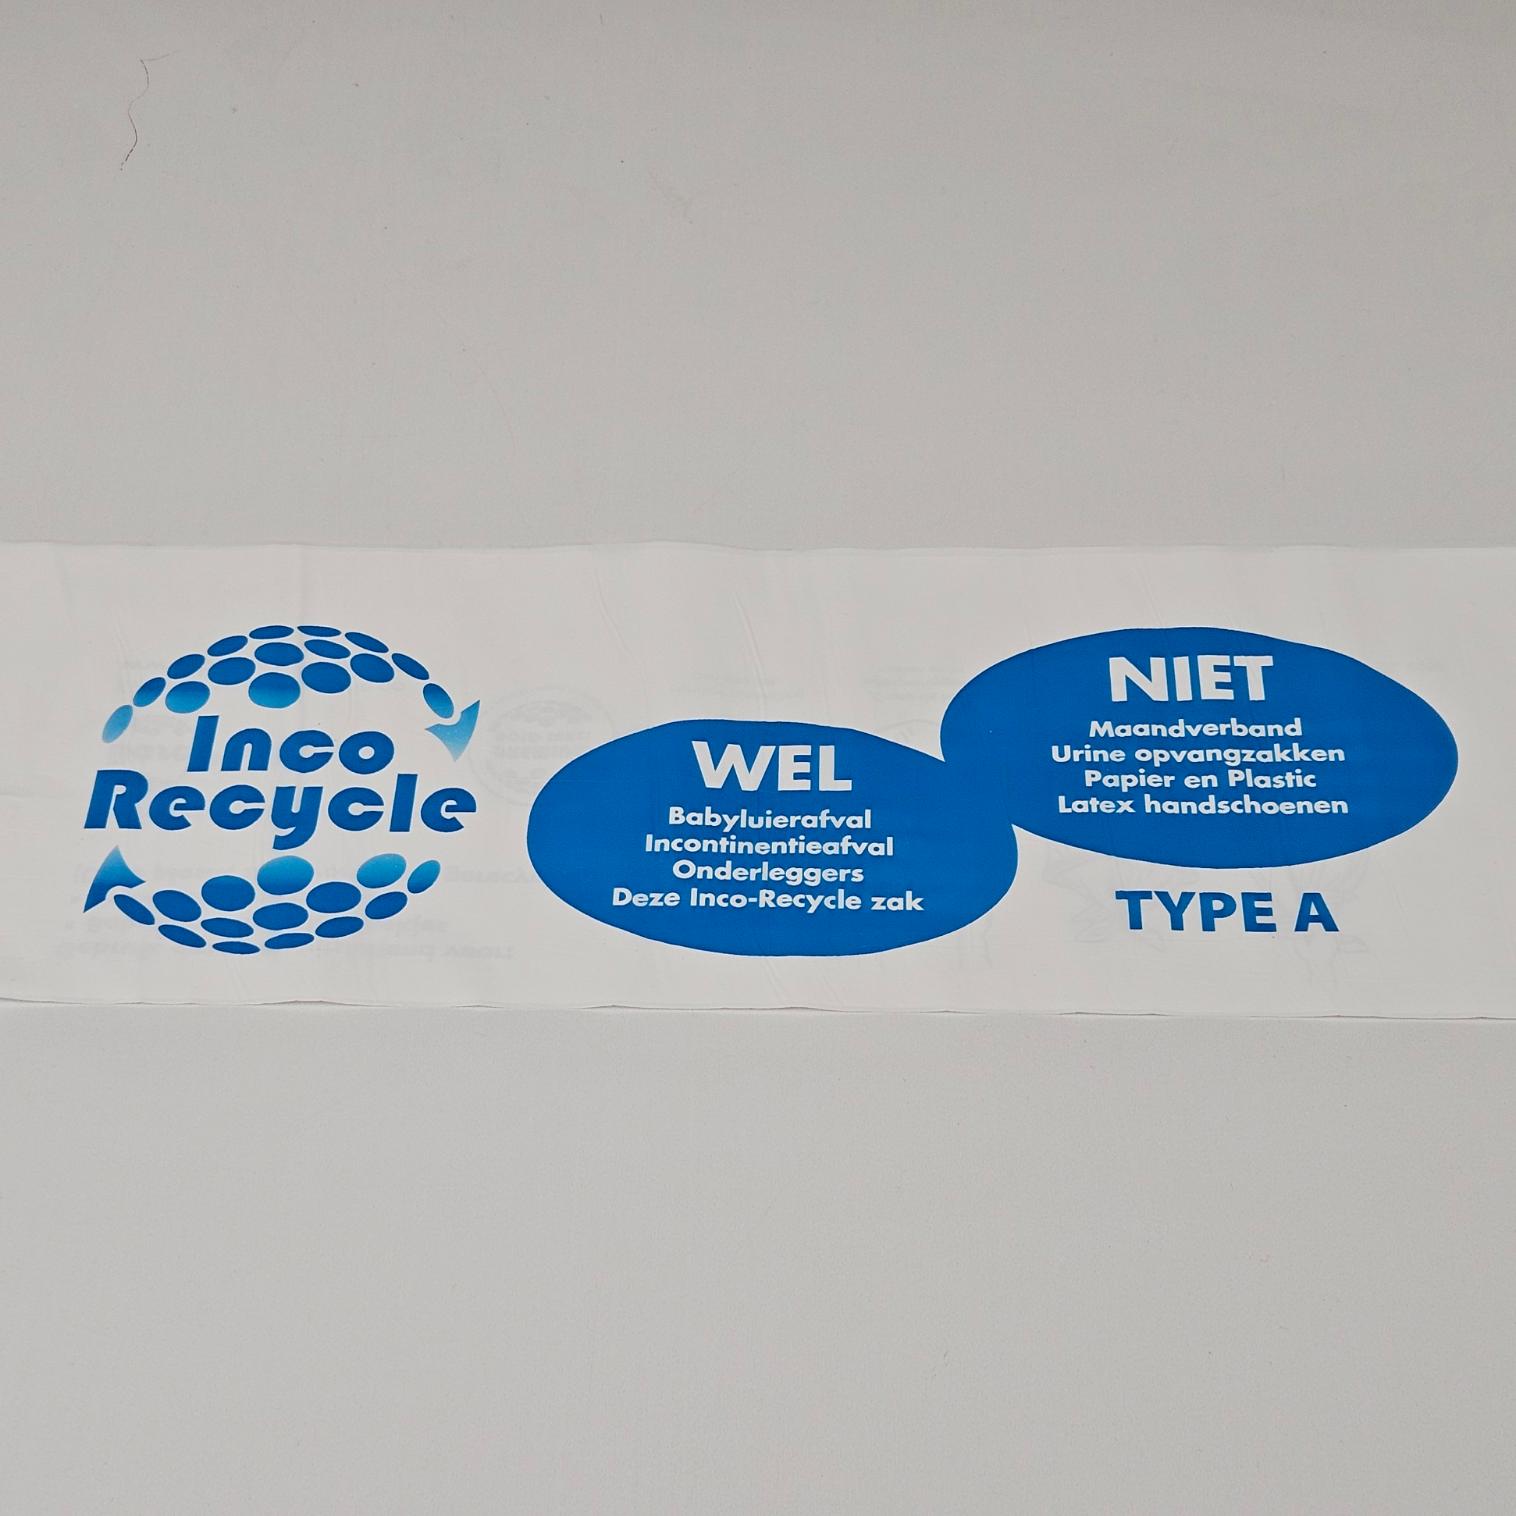 Inco
Recycle
WEL
Babyluierafval
Incontinentieafval
Onderleggers
Deze Inco-Recycle zak
NIET
Maandverband
Urine opvangzakken
Papier en Plastic
Latex handschoenen
TYPE A